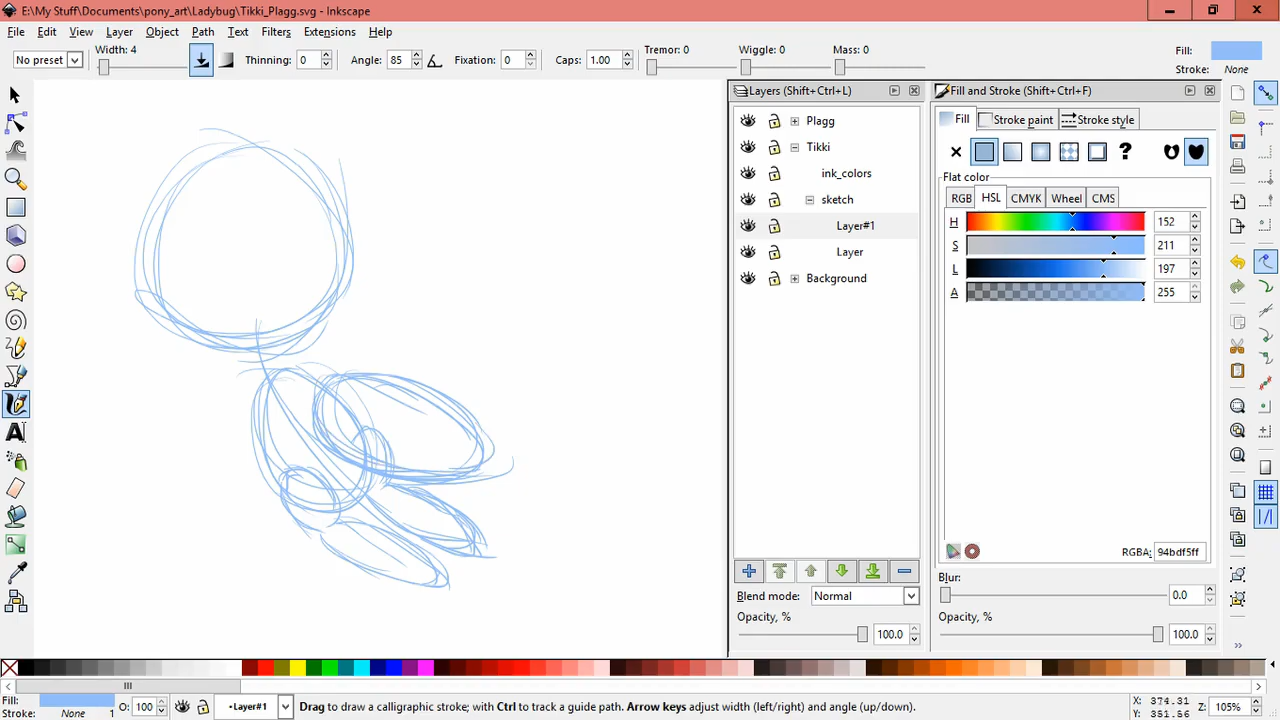 E:\My Stuff\Documents\pony_art\Ladybug\Tikki_Plagg.svg - Inkscape
File Edit View Layer Object Path Text Filters Extensions Help
No preset Width: 4 Thinning: 0 Angle: 85 Fixation: 0 Caps: 1.00 Tremor: 0 Wiggle: 0 Mass: 0 Fill:
Stroke: None
Layers (Shift+Ctrl+L)
Plagg
Tikki
ink_colors
sketch
Layer#1
Layer
Background
Blend mode: Normal
Opacity, %
100.0
Fill and Stroke (Shift+Ctrl+F)
Fill Stroke paint Stroke style
?
Flat color
RGB HSL CMYK Wheel CMS
H 152
S 211
L 197
A 255
RGBA: 94bdf5ff
Blur:
0.0
Opacity, %
100.0
Fill:
Stroke: None 1
O: 100
•Layer#1
Drag to draw a calligraphic stroke; with Ctrl to track a guide path. Arrow keys adjust width (left/right) and angle (up/down).
X: 374.31
Y: 351.56
Z: 105%